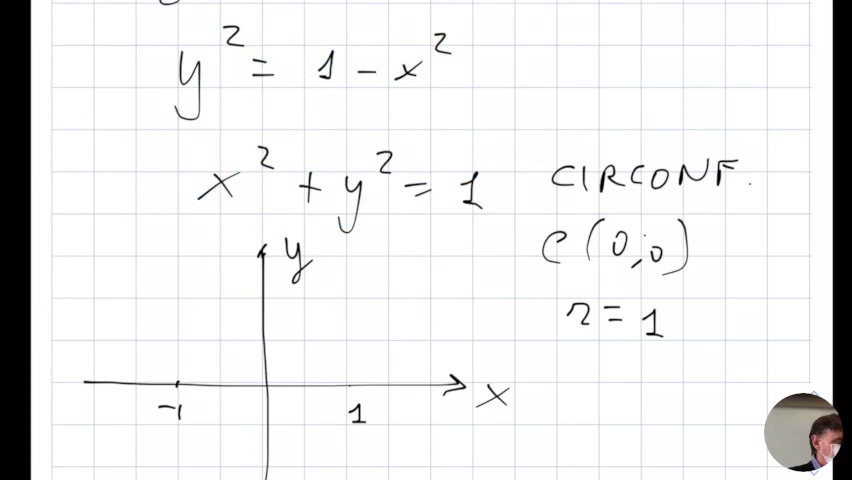 y² = 1 - x²
x² + y² = 1 CIRCONF.
C (0;0)
y
r = 1
x
-1 1